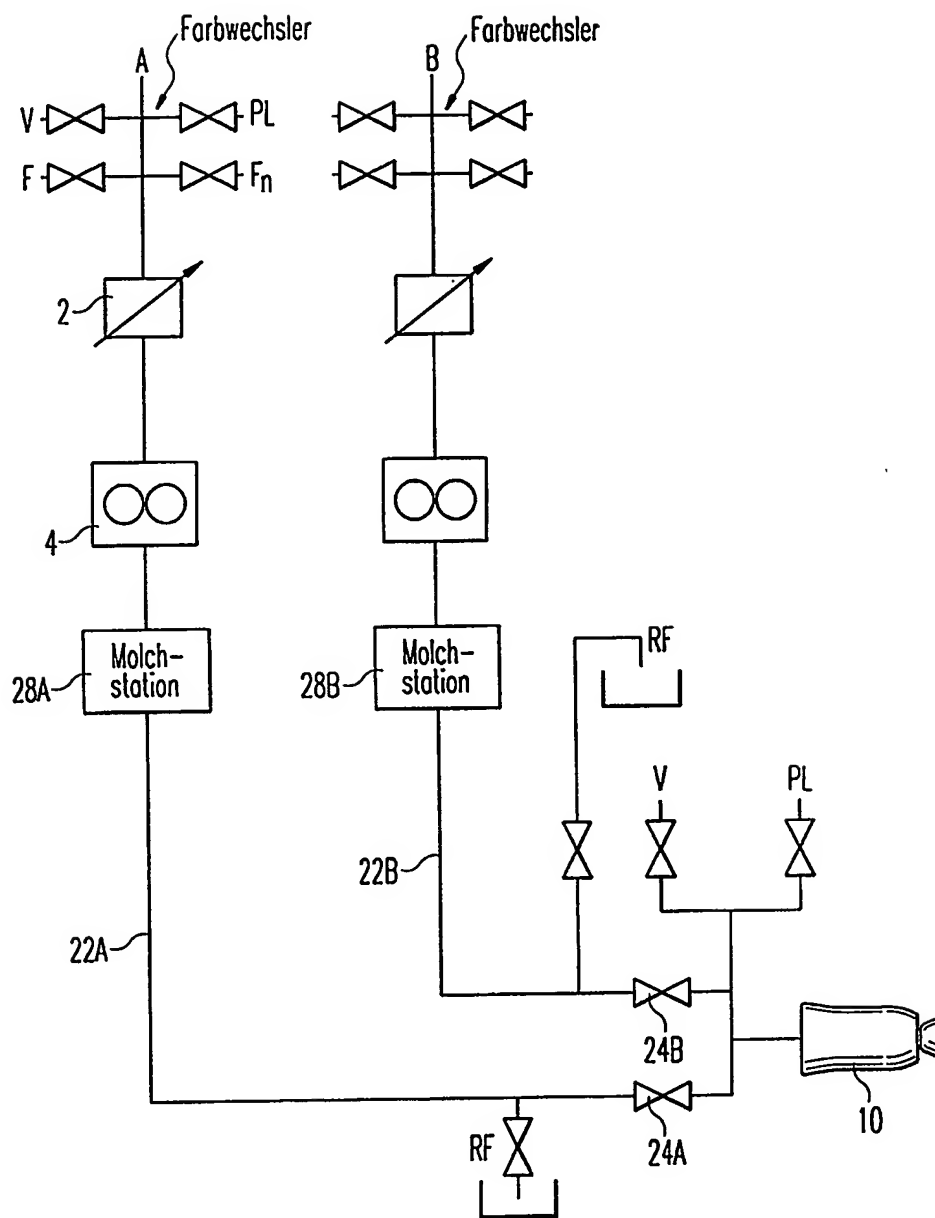 Farbwechsler
Farbwechsler
A
B
V
PL
F
Fn
2
4
Molch-
station
28A
Molch-
station
28B
RF
V
PL
22B
22A
24B
24A
10
RF